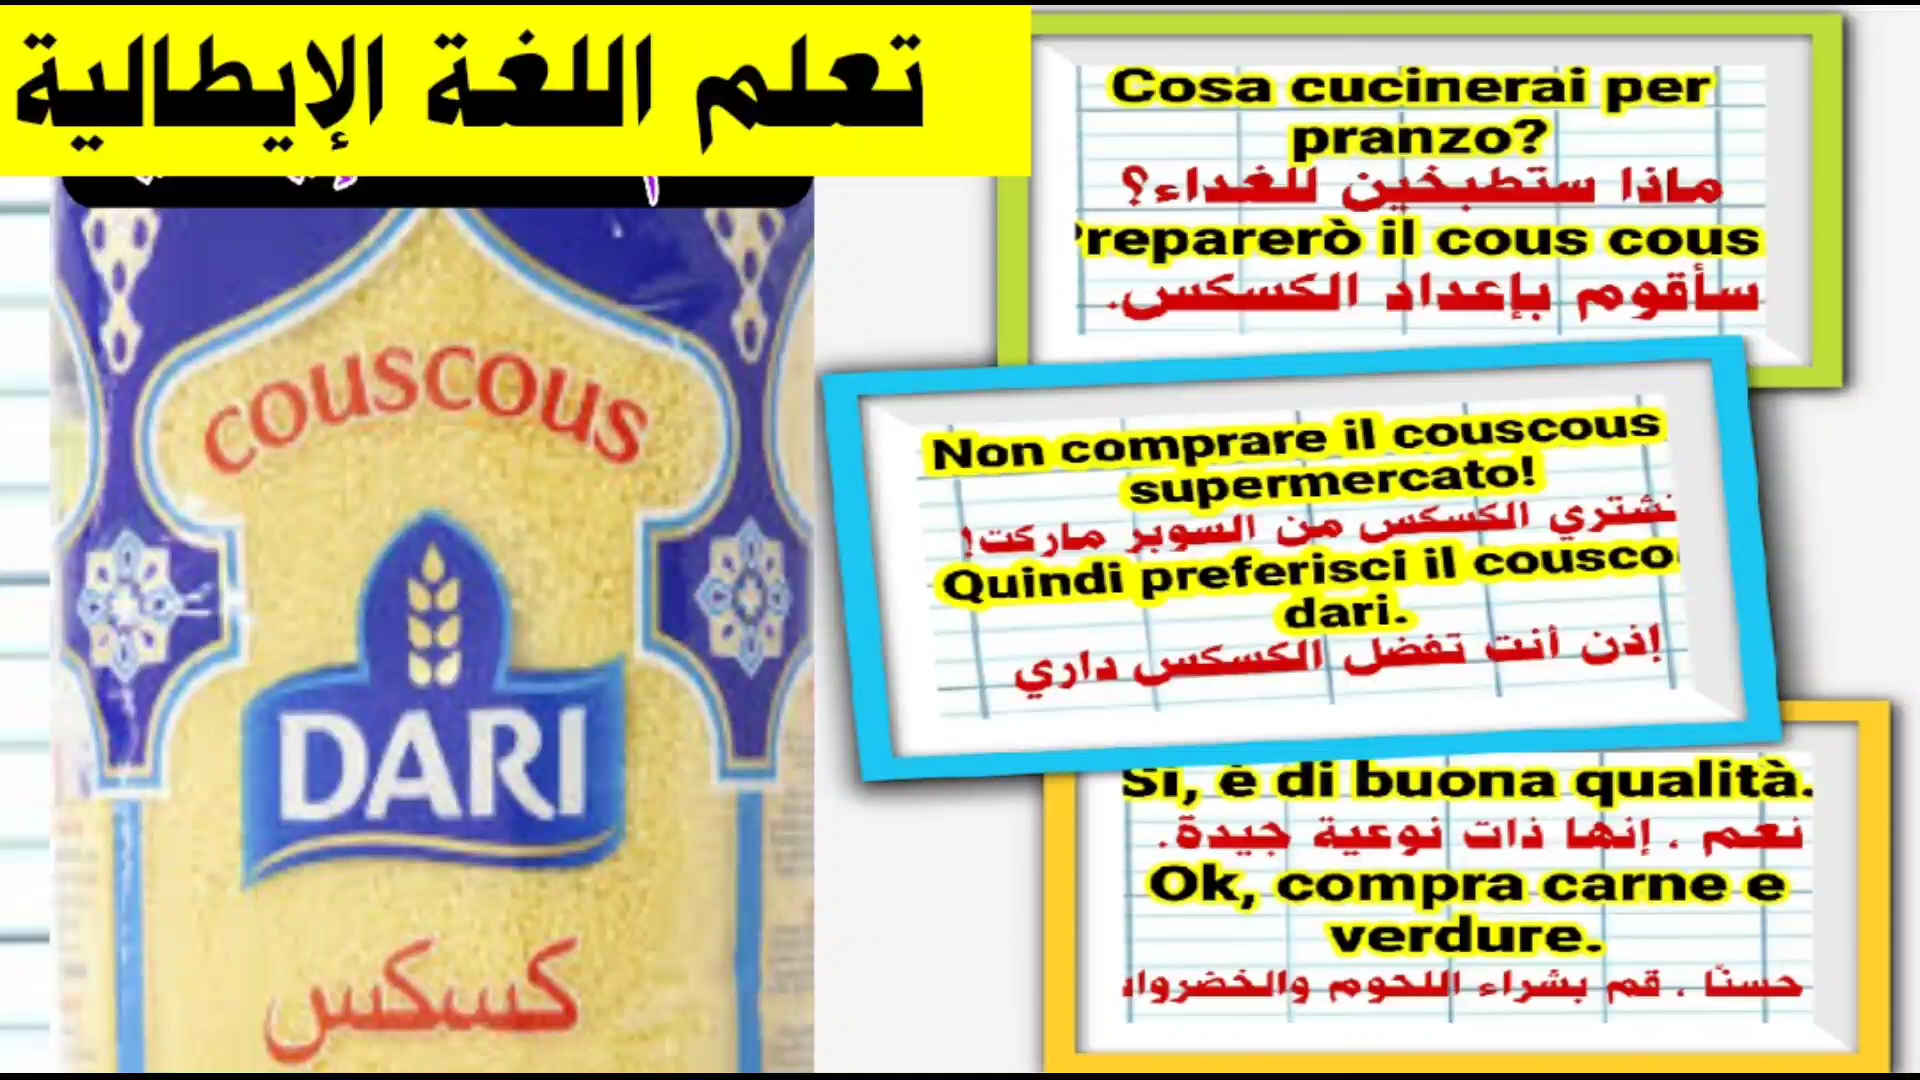 تعلم اللغة الإيطالية
COUSCOUS
DARI
كسكس
Cosa cucinerai per
pranzo?
ماذا ستطبخين للغداء؟
reparerò il cous cous
سأقوم بإعداد الكسكس.
Non comprare il couscous
supermercato!
نشتري الكسكس من السوبر ماركت!
Quindi preferisci il cousco
dari.
إذن أنت تفضل الكسكس داري
Sì, è di buona qualità.
نعم ، إنها ذات نوعية جيدة.
Ok, compra carne e
verdure.
حسنًا ، قم بشراء اللحوم والخضروا